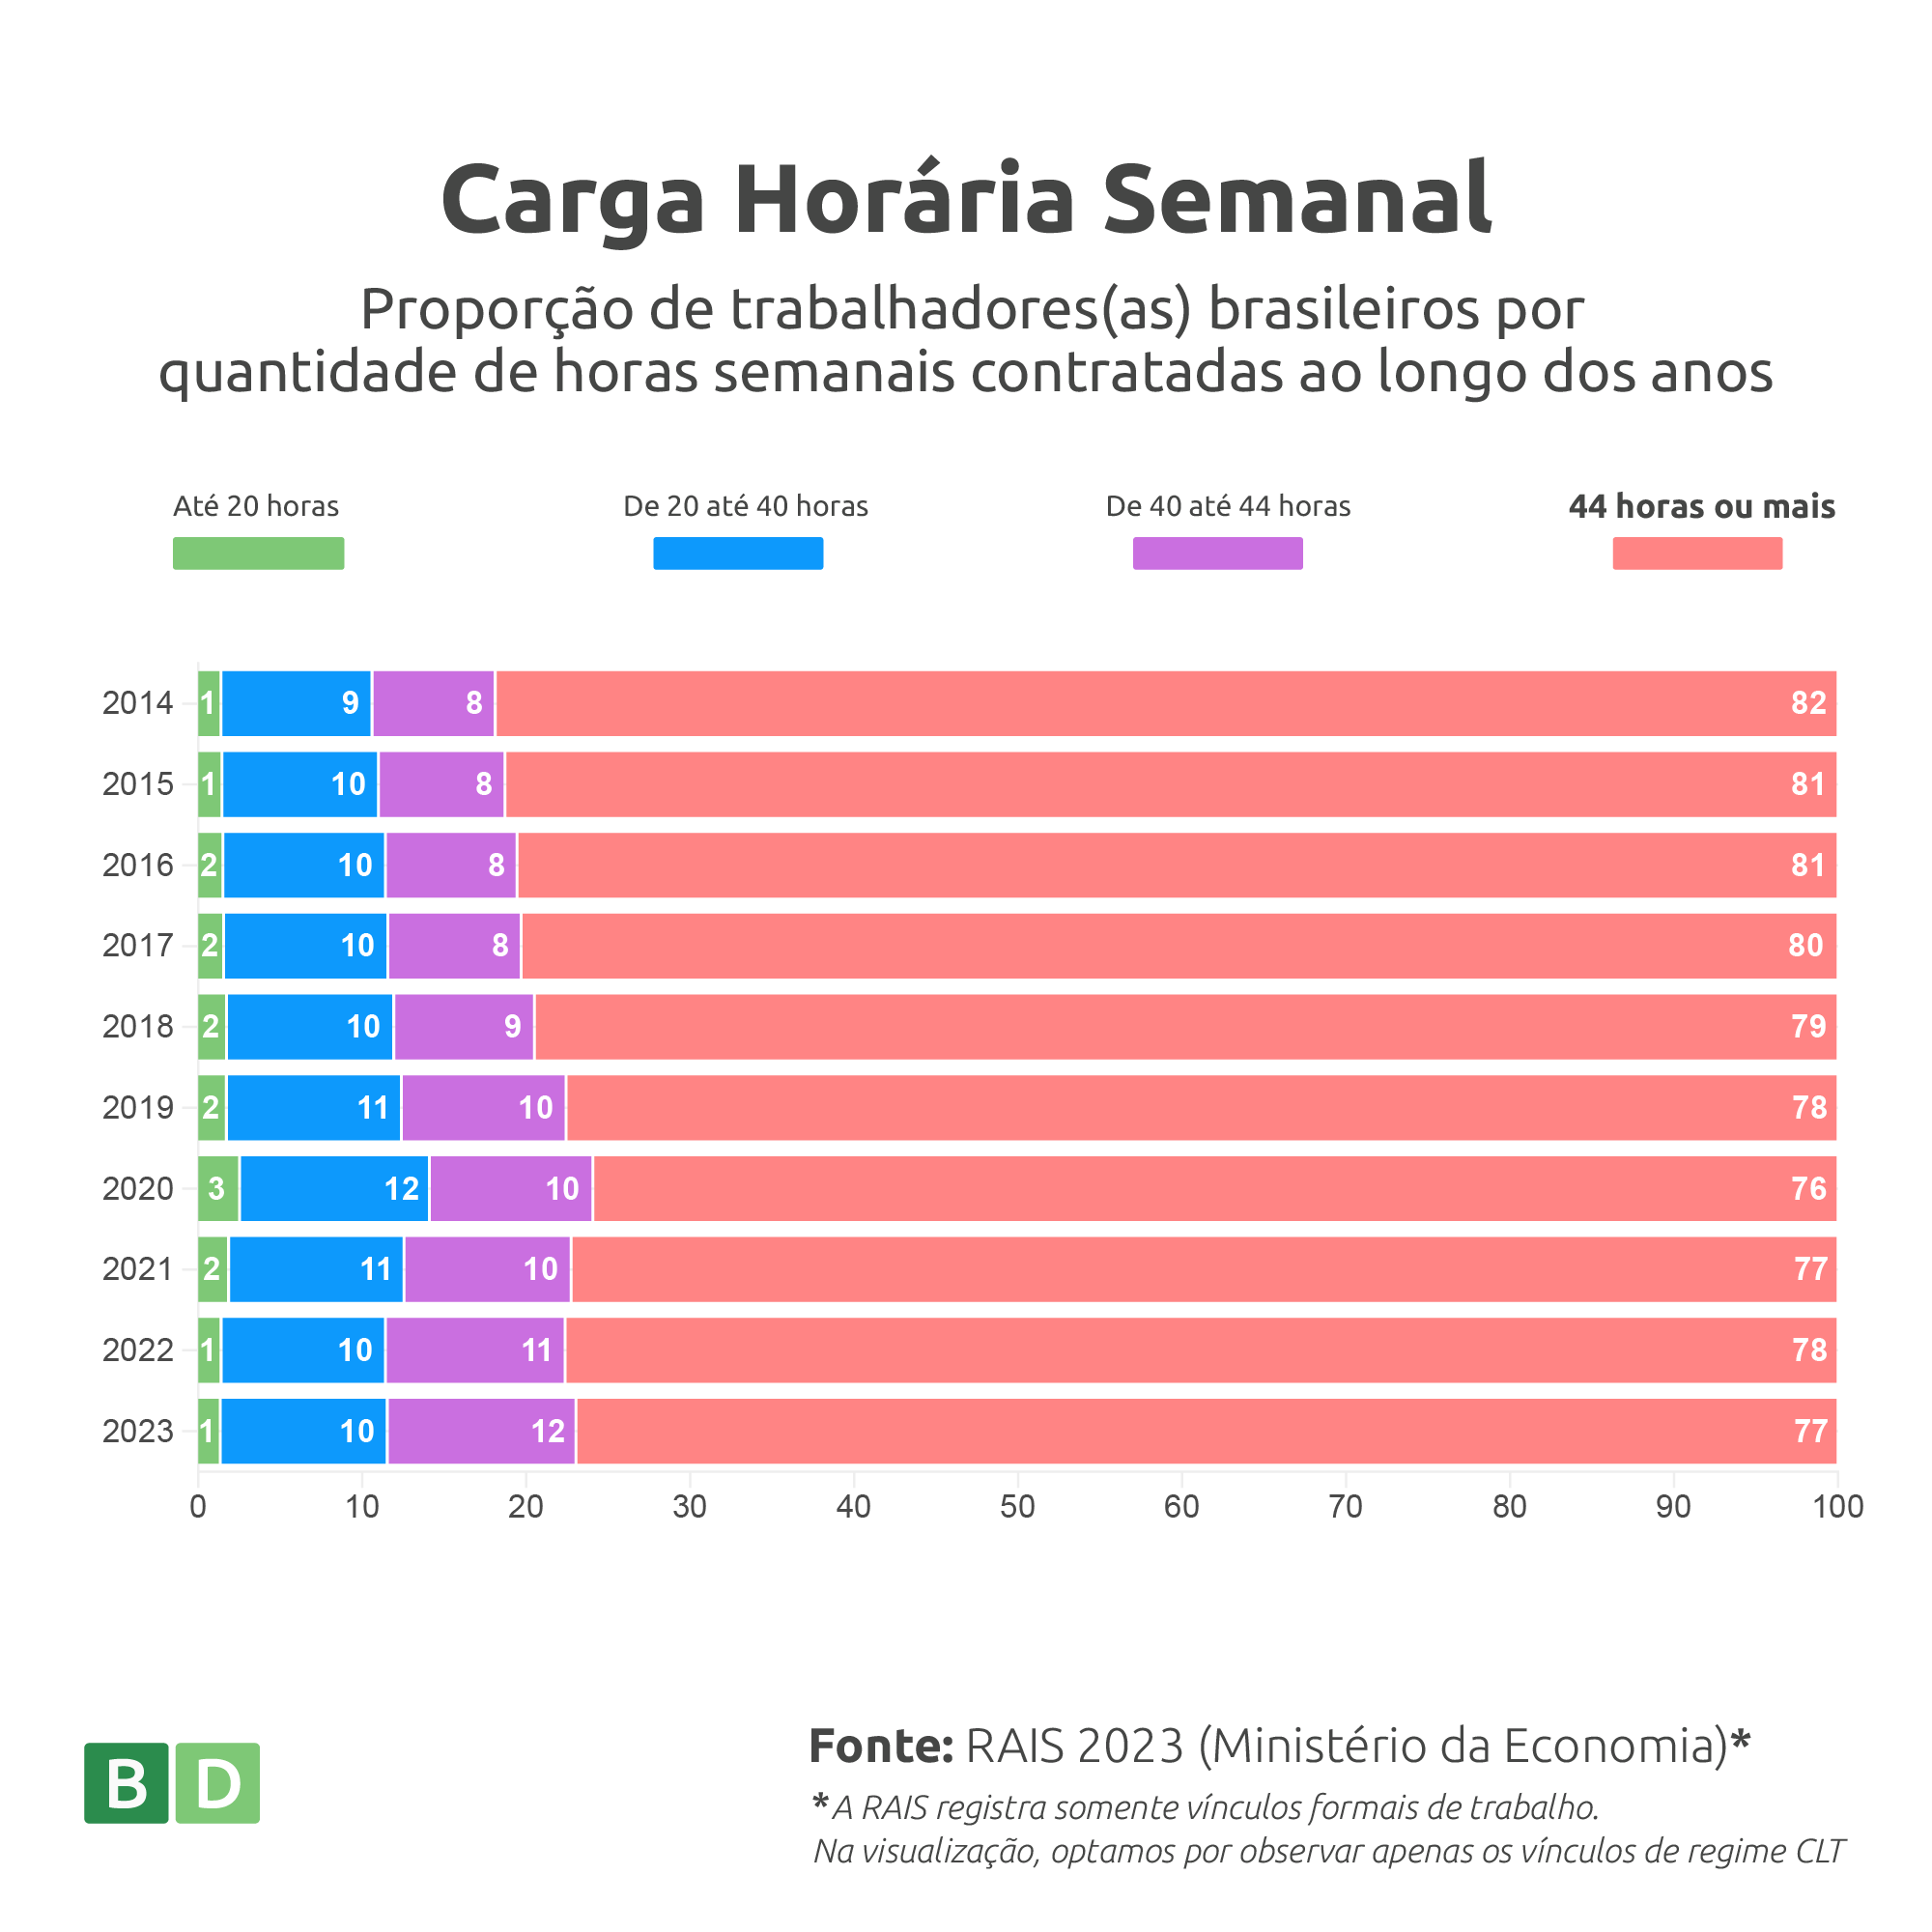 Carga Horária Semanal
Proporção de trabalhadores(as) brasileiros por
quantidade de horas semanais contratadas ao longo dos anos
Até 20 horas De 20 até 40 horas De 40 até 44 horas 44 horas ou mais
2014 1 9 8 82
2015 1 10 8 81
2016 2 10 8 81
2017 2 10 8 80
2018 2 10 9 79
2019 2 11 10 78
2020 3 12 10 76
2021 2 11 10 77
2022 1 10 11 78
2023 1 10 12 77
0 10 20 30 40 50 60 70 80 90 100
Fonte: RAIS 2023 (Ministério da Economia)*
*A RAIS registra somente vínculos formais de trabalho.
Na visualização, optamos por observar apenas os vínculos de regime CLT
B D